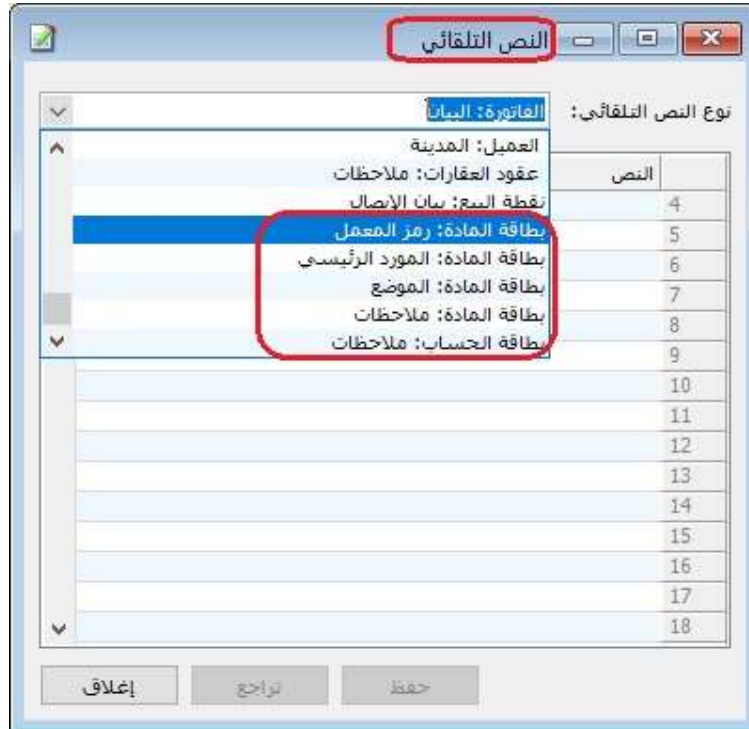 النص التلقائي
نوع النص التلقائي: الفاتورة: البيان
العميل: المدينة
عقود العقارات: ملاحظات
نقطة البيع: بيان الإيصال
بطاقة المادة: رمز المعمل
بطاقة المادة: المورد الرئيسي
بطاقة المادة: الموضع
بطاقة المادة: ملاحظات
بطاقة الحساب: ملاحظات
النص
4
5
6
7
8
9
10
11
12
13
14
15
16
17
18
حفظ تراجع إغلاق